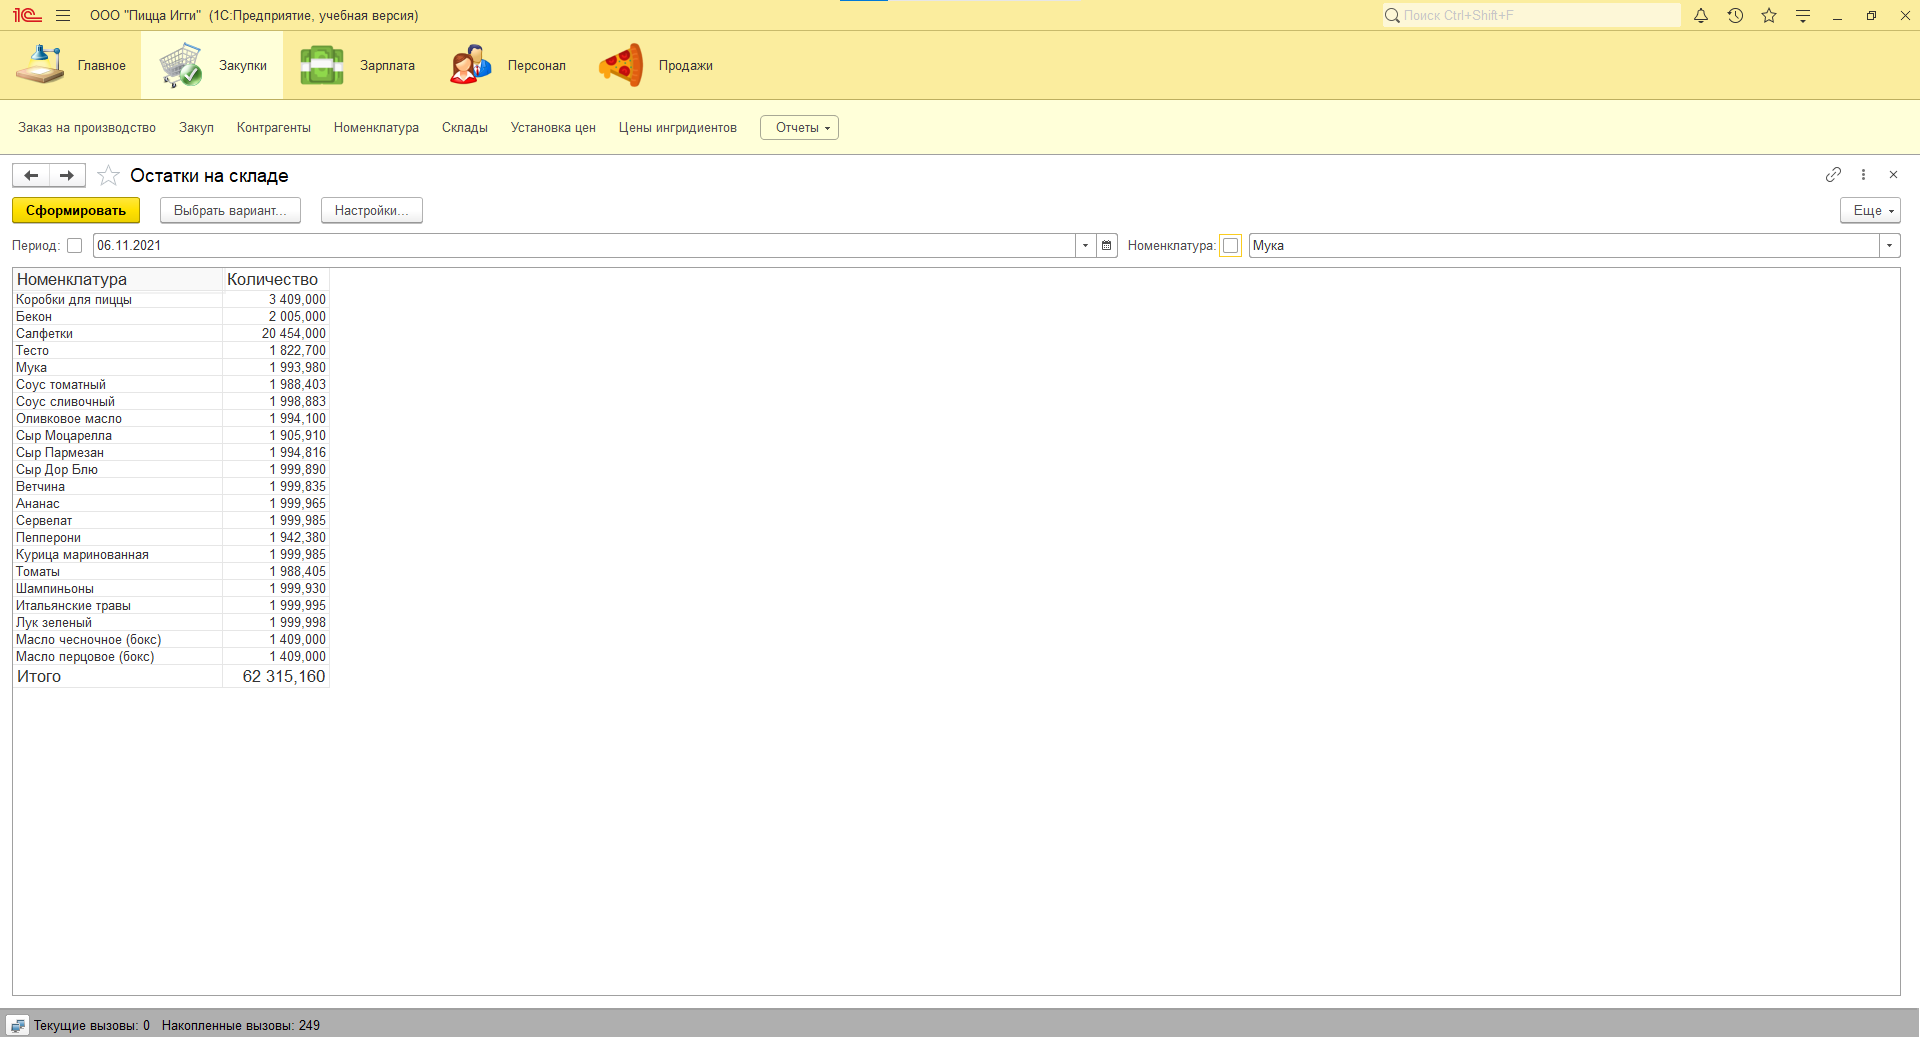 1С ООО "Пицца Игги" (1С:Предприятие, учебная версия) Поиск Ctrl+Shift+F
Главное Закупки Зарплата Персонал Продажи
Заказ на производство Закуп Контрагенты Номенклатура Склады Установка цен Цены ингридиентов Отчеты
Остатки на складе
Сформировать Выбрать вариант... Настройки... Еще
Период: 06.11.2021 Номенклатура: Мука
Номенклатура Количество
Коробки для пиццы 3 409,000
Бекон 2 005,000
Салфетки 20 454,000
Тесто 1 822,700
Мука 1 993,980
Соус томатный 1 988,403
Соус сливочный 1 998,883
Оливковое масло 1 994,100
Сыр Моцарелла 1 905,910
Сыр Пармезан 1 994,816
Сыр Дор Блю 1 999,890
Ветчина 1 999,835
Ананас 1 999,965
Сервелат 1 999,985
Пепперони 1 942,380
Курица маринованная 1 999,985
Томаты 1 988,405
Шампиньоны 1 999,930
Итальянские травы 1 999,995
Лук зеленый 1 999,998
Масло чесночное (бокс) 1 409,000
Масло перцовое (бокс) 1 409,000
Итого 62 315,160
Текущие вызовы: 0 Накопленные вызовы: 249